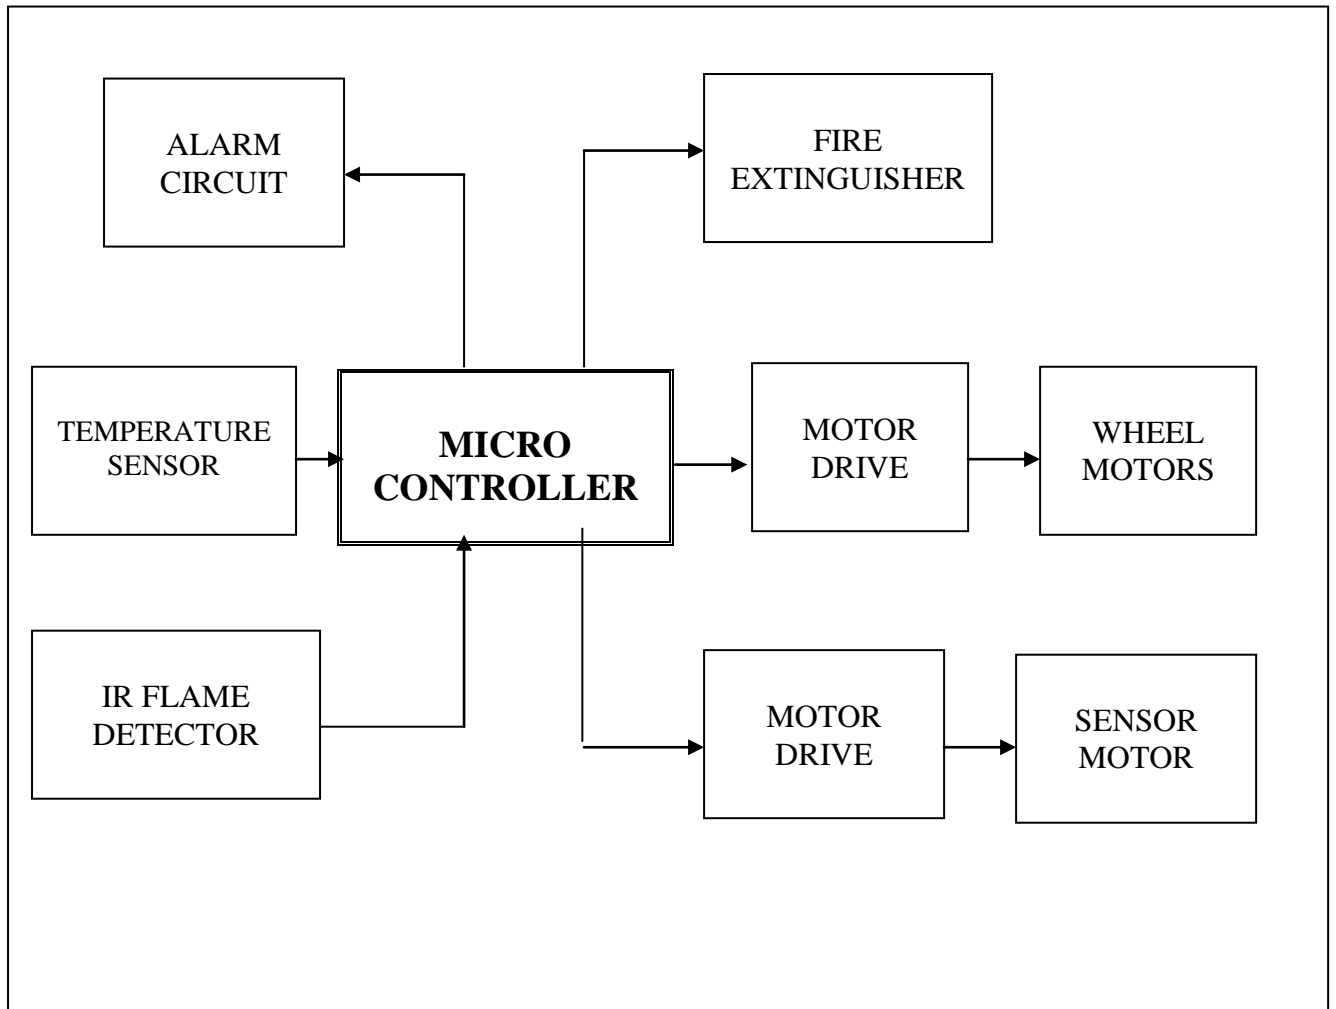 ALARM
CIRCUIT
FIRE
EXTINGUISHER
TEMPERATURE
SENSOR
MICRO
CONTROLLER
MOTOR
DRIVE
WHEEL
MOTORS
IR FLAME
DETECTOR
MOTOR
DRIVE
SENSOR
MOTOR